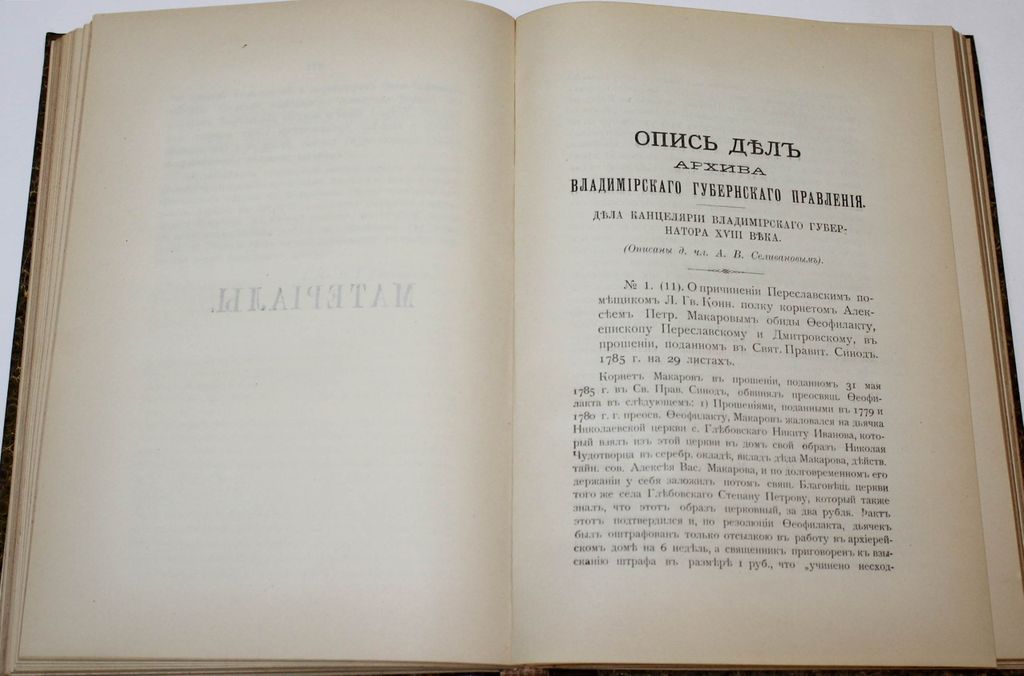 МАТЕРІАЛЫ.
ОПИСЬ ДѢЛЪ
АРХИВА
ВЛАДИМІРСКАГО ГУБЕРНСКАГО ПРАВЛЕНІЯ.
ДѢЛА КАНЦЕЛЯРІИ ВЛАДИМІРСКАГО ГУБЕР-
НАТОРА XVIII ВѢКА.
(Описаны д. чл. А. В. Селивановымъ).
№ 1. (11). О причиненіи Переславскимъ по-
мѣщикомъ Л. Гв. Конн. полку корнетомъ Алек-
сѣемъ Петр. Макаровымъ обиды Ѳеофилакту,
епископу Переславскому и Дмитровскому, въ
прошеніи, поданномъ въ Свят. Правит. Синодъ.
1785 г. на 29 листахъ.
Корнетъ Макаровъ въ прошеніи, поданномъ 31 мая
1785 г. въ Св. Прав. Синодъ, обвинялъ преосвящ. Ѳеофи-
лакта въ слѣдующемъ: 1) Прошеніями, поданными въ 1779 и
1780 г. г. преосв. Ѳеофилакту, Макаровъ жаловался на дьячка
Николаевской церкви с. Глѣбовскаго Никиту Иванова, кото-
рый взялъ изъ этой церкви въ домъ свой образъ Николая
Чудотворца въ серебр. окладѣ, вкладъ дѣда Макарова, дѣйств.
тайн. сов. Алексѣя Вас. Макарова, и по долговременномъ его
держаніи у себя заложилъ потомъ свящ. Благовѣщ. церкви
того же села Глѣбовскаго Степану Петрову, который также
зналъ, что этотъ образъ церковный, за два рубля. Фактъ
этотъ подтвердился и, по резолюціи Ѳеофилакта, дьячекъ
былъ оштрафованъ только отсылкою въ работу въ архіерей-
скомъ домѣ на 6 недѣль, а священникъ приговоренъ къ взы-
сканію штрафа въ размѣрѣ 1 руб., что „учинено несход-